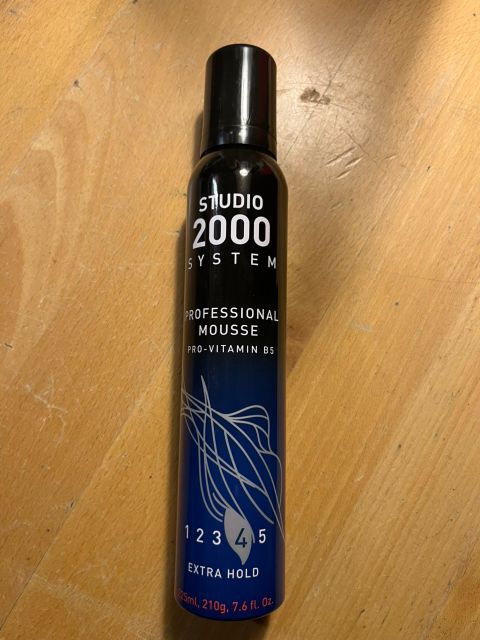 STUDIO
2000
SYSTEM
PROFESSIONAL
MOUSSE
PRO-VITAMIN B5
1 2 3 4 5
EXTRA HOLD
225ml, 210g, 7.6 fl. Oz.